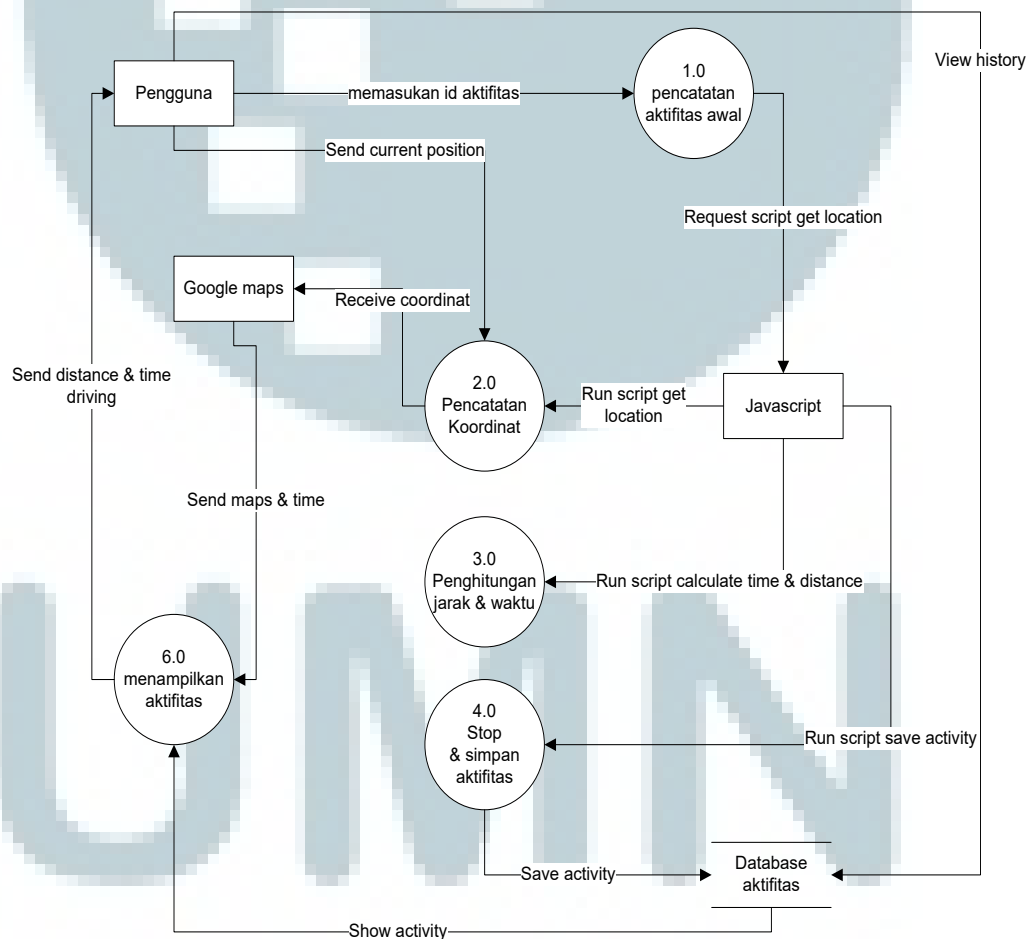 View history
1.0
pencatatan
aktifitas awal
Pengguna
memasukan id aktifitas
Send current position
Request script get location
Google maps
Receive coordinat
Send distance & time
driving
2.0
Pencatatan
Koordinat
Run script get
location
Javascript
Send maps & time
3.0
Penghitungan
jarak & waktu
Run script calculate time & distance
6.0
menampilkan
aktifitas
4.0
Stop
& simpan
aktifitas
Run script save activity
Save activity
Database
aktifitas
Show activity
UMN